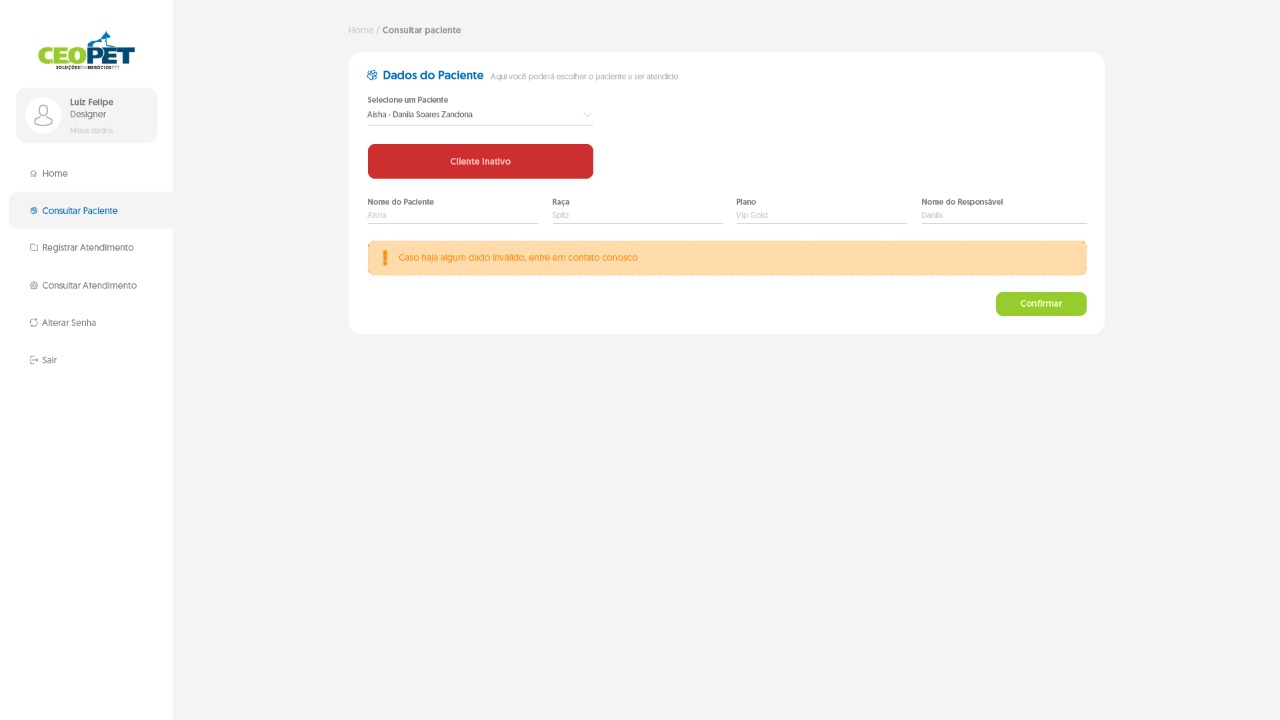 CEOPET
SOLUÇÕES EM NEGÓCIOS PET
Luiz Felipe
Designer
Meus dados
Home
Consultar Paciente
Registrar Atendimento
Consultar Atendimento
Alterar Senha
Sair
Home / Consultar paciente
Dados do Paciente Aqui você poderá escolher o paciente a ser atendido
Selecione um Paciente
Aisha - Danila Soares Zandona
Cliente Inativo
Nome do Paciente
Aisha
Raça
Spitz
Plano
Vip Gold
Nome do Responsável
Danila
Caso haja algum dado inválido, entre em contato conosco
Confirmar